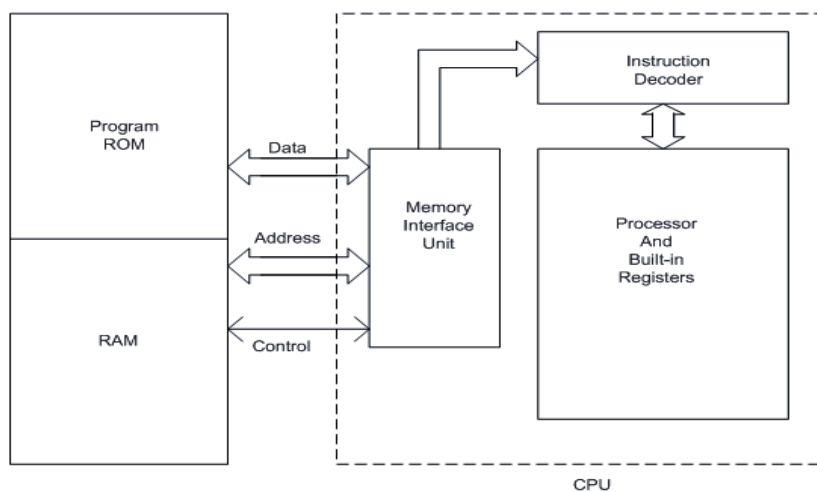 Program
ROM
RAM
Data
Address
Control
Memory
Interface
Unit
Instruction
Decoder
Processor
And
Built-in
Registers
CPU